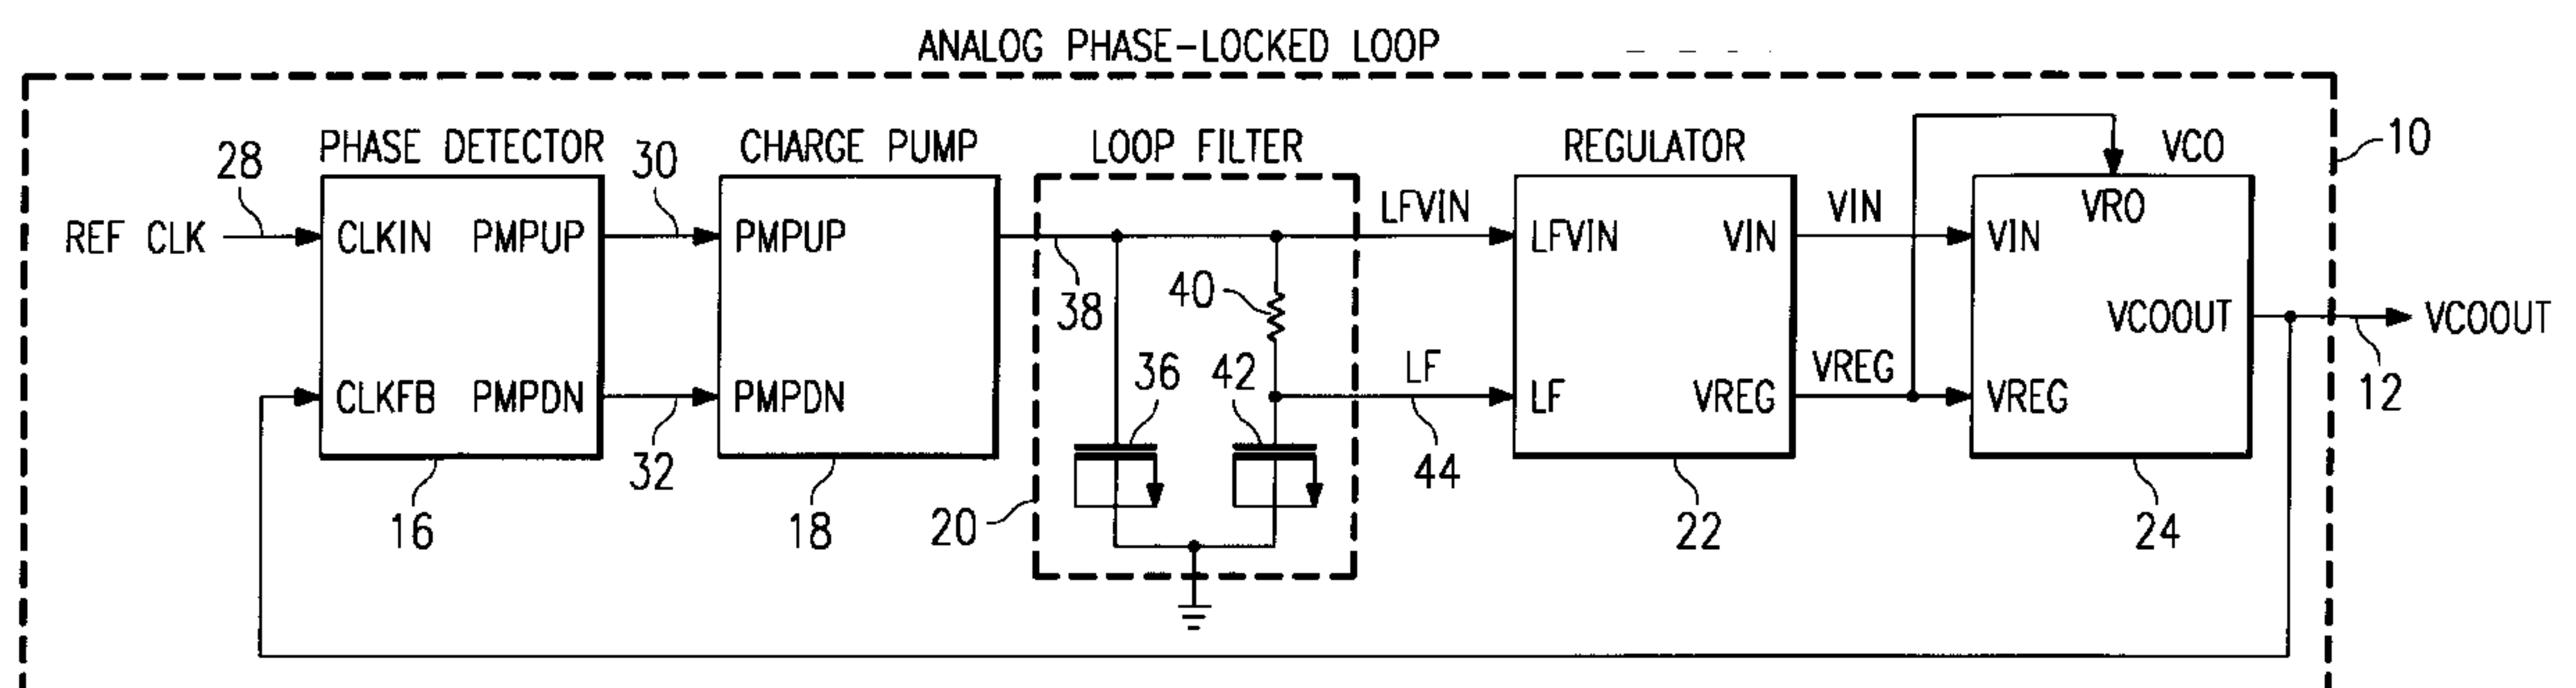 ANALOG PHASE-LOCKED LOOP
10
PHASE DETECTOR
CHARGE PUMP
LOOP FILTER
REGULATOR
VCO
28
30
REF CLK
CLKIN PMPUP
PMPUP
LFVIN
LFVIN VIN
VIN
VRO
VIN
38
40
VCOOUT
VCOOUT
36
42
LF
VREG
CLKFB PMPDN
PMPDN
LF VREG
VREG
12
32
44
16
18
20
22
24